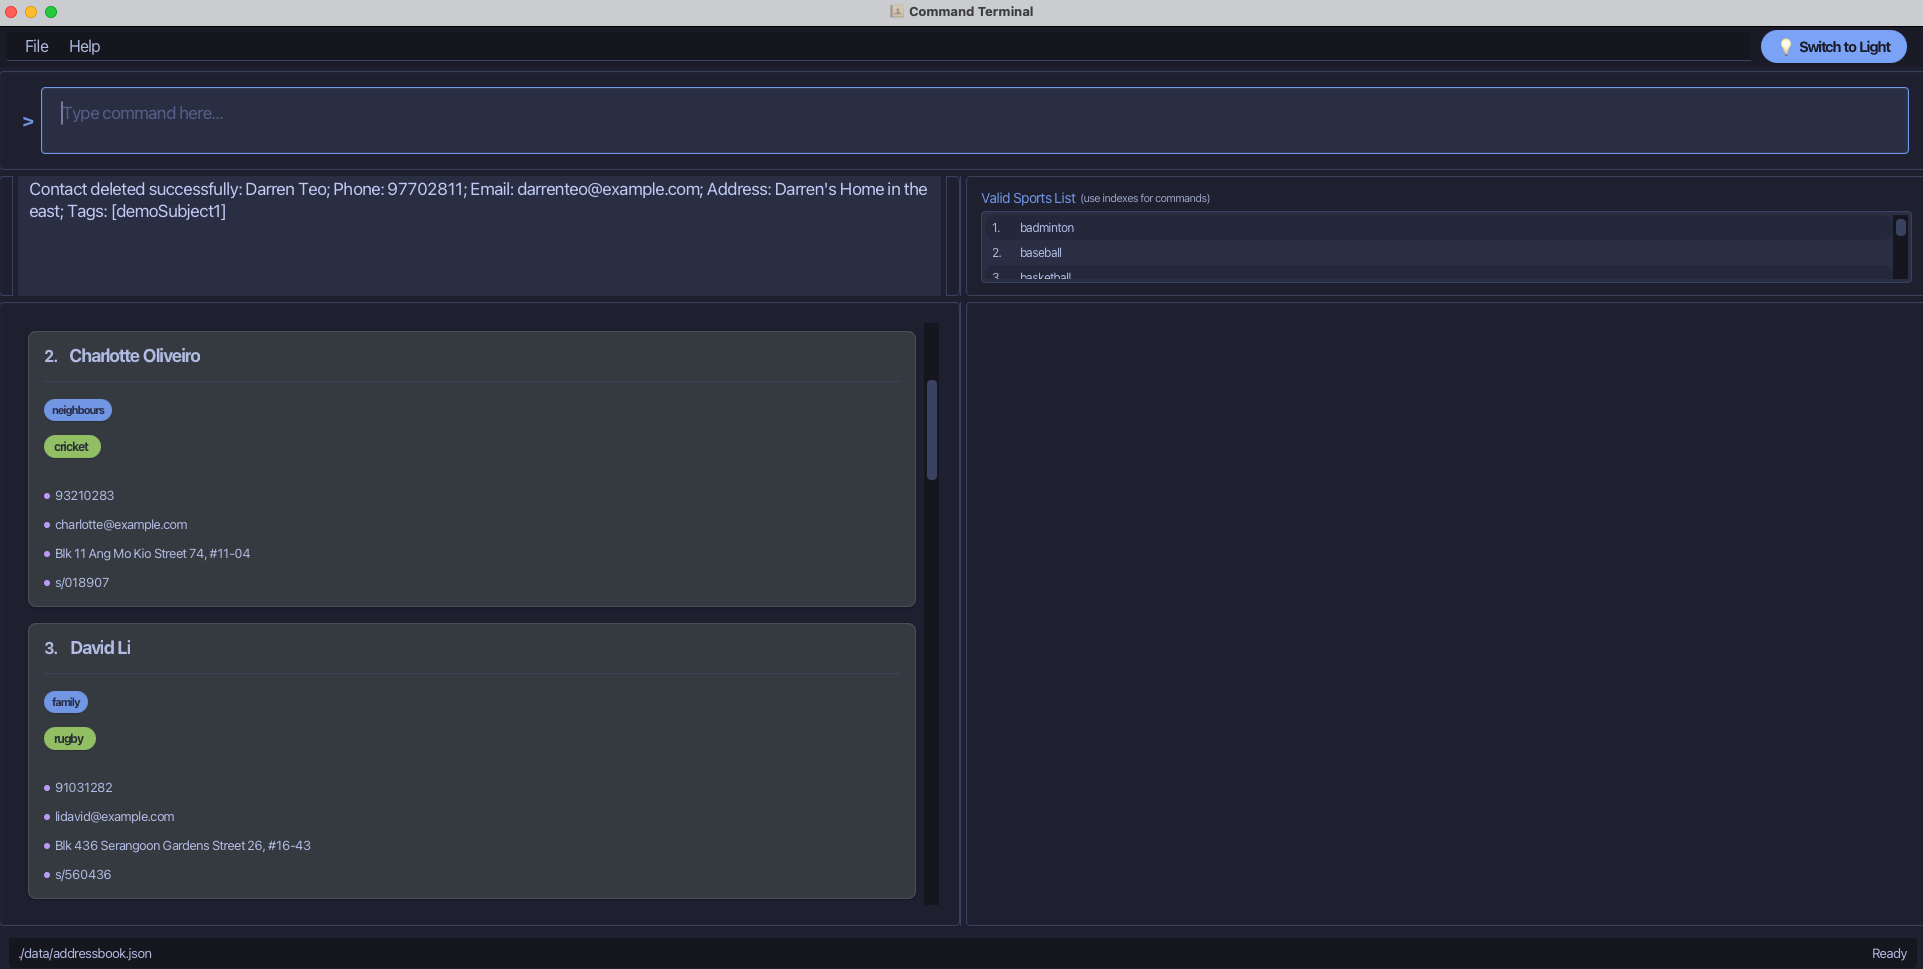 Command Terminal
File Help
Switch to Light
>
Type command here...
Contact deleted successfully: Darren Teo; Phone: 97702811; Email: darrenteo@example.com; Address: Darren's Home in the
east; Tags: [demoSubject1]
Valid Sports List (use indexes for commands)
1. badminton
2. baseball
3. basketball
2. Charlotte Oliveiro
neighbours
cricket
93210283
charlotte@example.com
Blk 11 Ang Mo Kio Street 74, #11-04
s/018907
3. David Li
family
rugby
91031282
lidavid@example.com
Blk 436 Serangoon Gardens Street 26, #16-43
s/560436
./data/addressbook.json
Ready